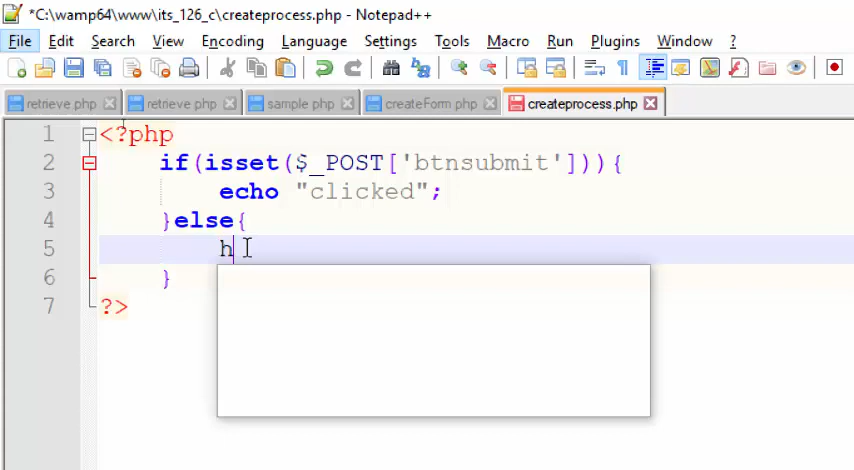 *C:\wamp64\www\its_126_c\createprocess.php - Notepad++
File Edit Search View Encoding Language Settings Tools Macro Run Plugins Window ?
retrieve.php retrieve.php sample.php createForm.php createprocess.php
1 <?php
2 if(isset($_POST['btnsubmit'])){
3 echo "clicked";
4 }else{
5 h
6 }
7 ?>